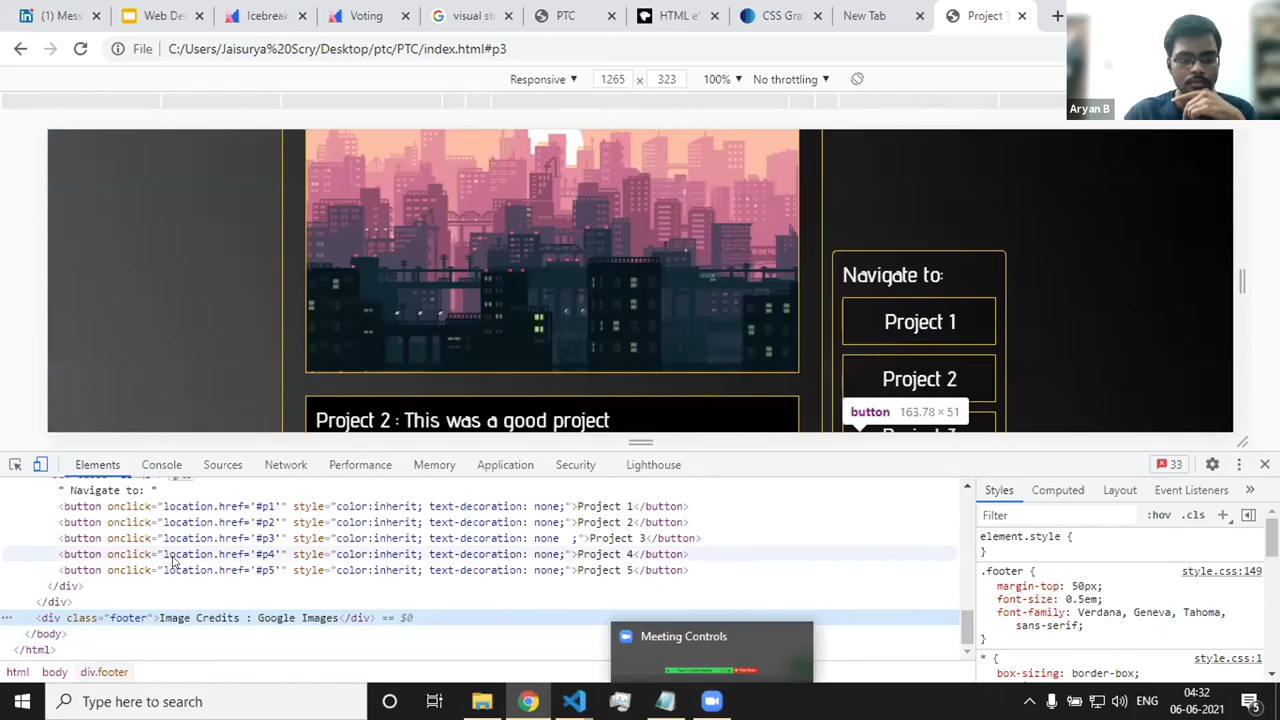 (1) Mess
Web De
Icebreak
Voting
visual st
PTC
HTML e
CSS Gra
New Tab
Project T
File
C:/Users/Jaisurya%20Scry/Desktop/ptc/PTC/index.html#p3
Responsive
1265 × 323
100%
No throttling
Aryan B
Navigate to:
Project 1
Project 2
button 163.78 × 51
Project 3
Project 2 : This was a good project
Elements Console Sources Network Performance Memory Application Security Lighthouse
33
" Navigate to: "
<button onclick="location.href='#p1'" style="color:inherit; text-decoration: none;">Project 1</button>
<button onclick="location.href='#p2'" style="color:inherit; text-decoration: none;">Project 2</button>
<button onclick="location.href='#p3'" style="color:inherit; text-decoration: none  ;">Project 3</button>
<button onclick="location.href='#p4'" style="color:inherit; text-decoration: none;">Project 4</button>
<button onclick="location.href='#p5'" style="color:inherit; text-decoration: none;">Project 5</button>
</div>
</div>
<div class="footer">Image Credits : Google Images</div> == $0
</body>
</html>
html body div.footer
Styles Computed Layout Event Listeners
Filter
:hov .cls
element.style {
}
.footer { style.css:149
margin-top: 50px;
font-size: 0.5em;
font-family: Verdana, Geneva, Tahoma,
sans-serif;
}
* { style.css:1
box-sizing: border-box;
Meeting Controls
Type here to search
ENG
04:32
06-06-2021
5